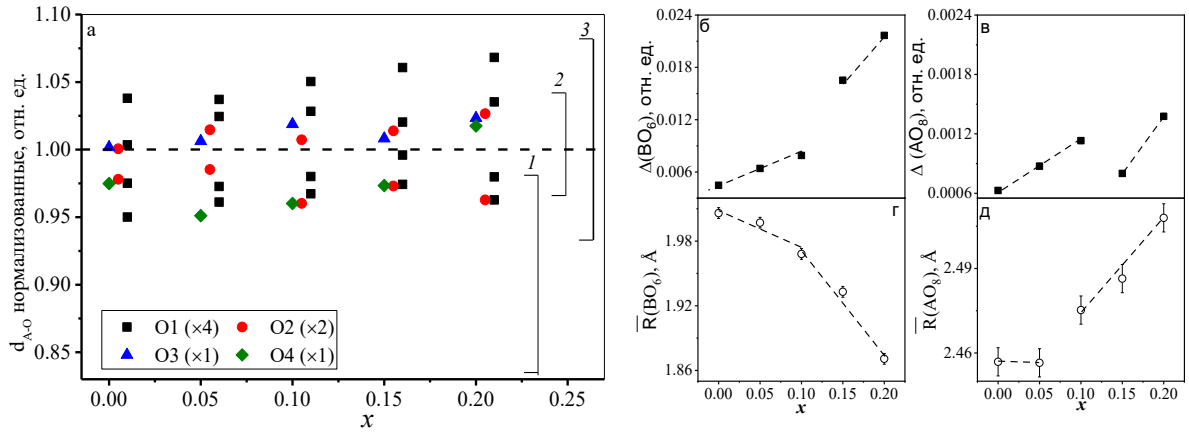 а
d A-O нормализованные, отн. ед.
1.10
1.05
1.00
0.95
0.90
0.85
3
2
1
O1 (×4) O2 (×2)
O3 (×1) O4 (×1)
0.00 0.05 0.10 0.15 0.20 0.25
x
б
Δ(BO6), отн. ед.
0.024
0.018
0.012
0.006
в
Δ (AO8), отн. ед.
0.0024
0.0018
0.0012
0.0006
г
R(BO6), Å
1.98
1.92
1.86
0.00 0.05 0.10 0.15 0.20
x
д
R(AO8), Å
2.49
2.46
0.00 0.05 0.10 0.15 0.20
x